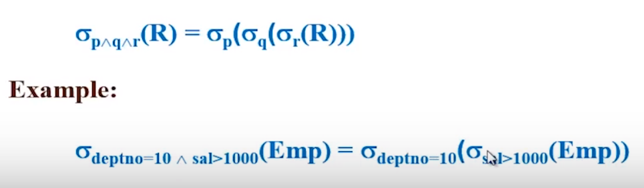 σp∧q∧r(R) = σp(σq(σr(R)))
Example:
σdeptno=10 ∧ sal>1000(Emp) = σdeptno=10(σsal>1000(Emp))